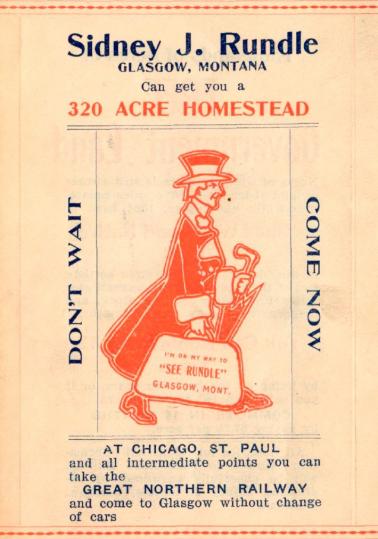 Sidney J. Rundle
GLASGOW, MONTANA
Can get you a
320 ACRE HOMESTEAD
DON'T WAIT
COME NOW
I'M ON MY WAY TO
"SEE RUNDLE"
GLASGOW, MONT.
AT CHICAGO, ST. PAUL
and all intermediate points you can
take the
GREAT NORTHERN RAILWAY
and come to Glasgow without change
of cars